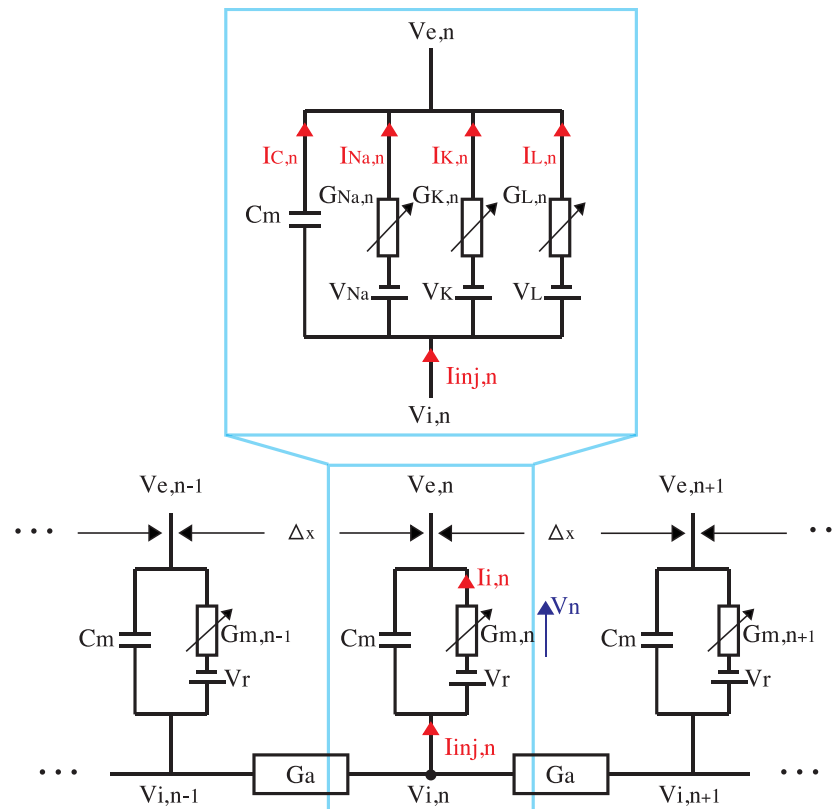 Ve,n
IC,n INa,n IK,n IL,n
GNa,n GK,n GL,n
Cm
VNa VK VL
Iinj,n
Vi,n
Ve,n-1 Ve,n Ve,n+1
... Δx Δx ..
Ii,n
Vn
Cm Gm,n-1 Cm Gm,n Cm Gm,n+1
Vr Vr Vr
Iinj,n
... Ga Ga ...
Vi,n-1 Vi,n Vi,n+1